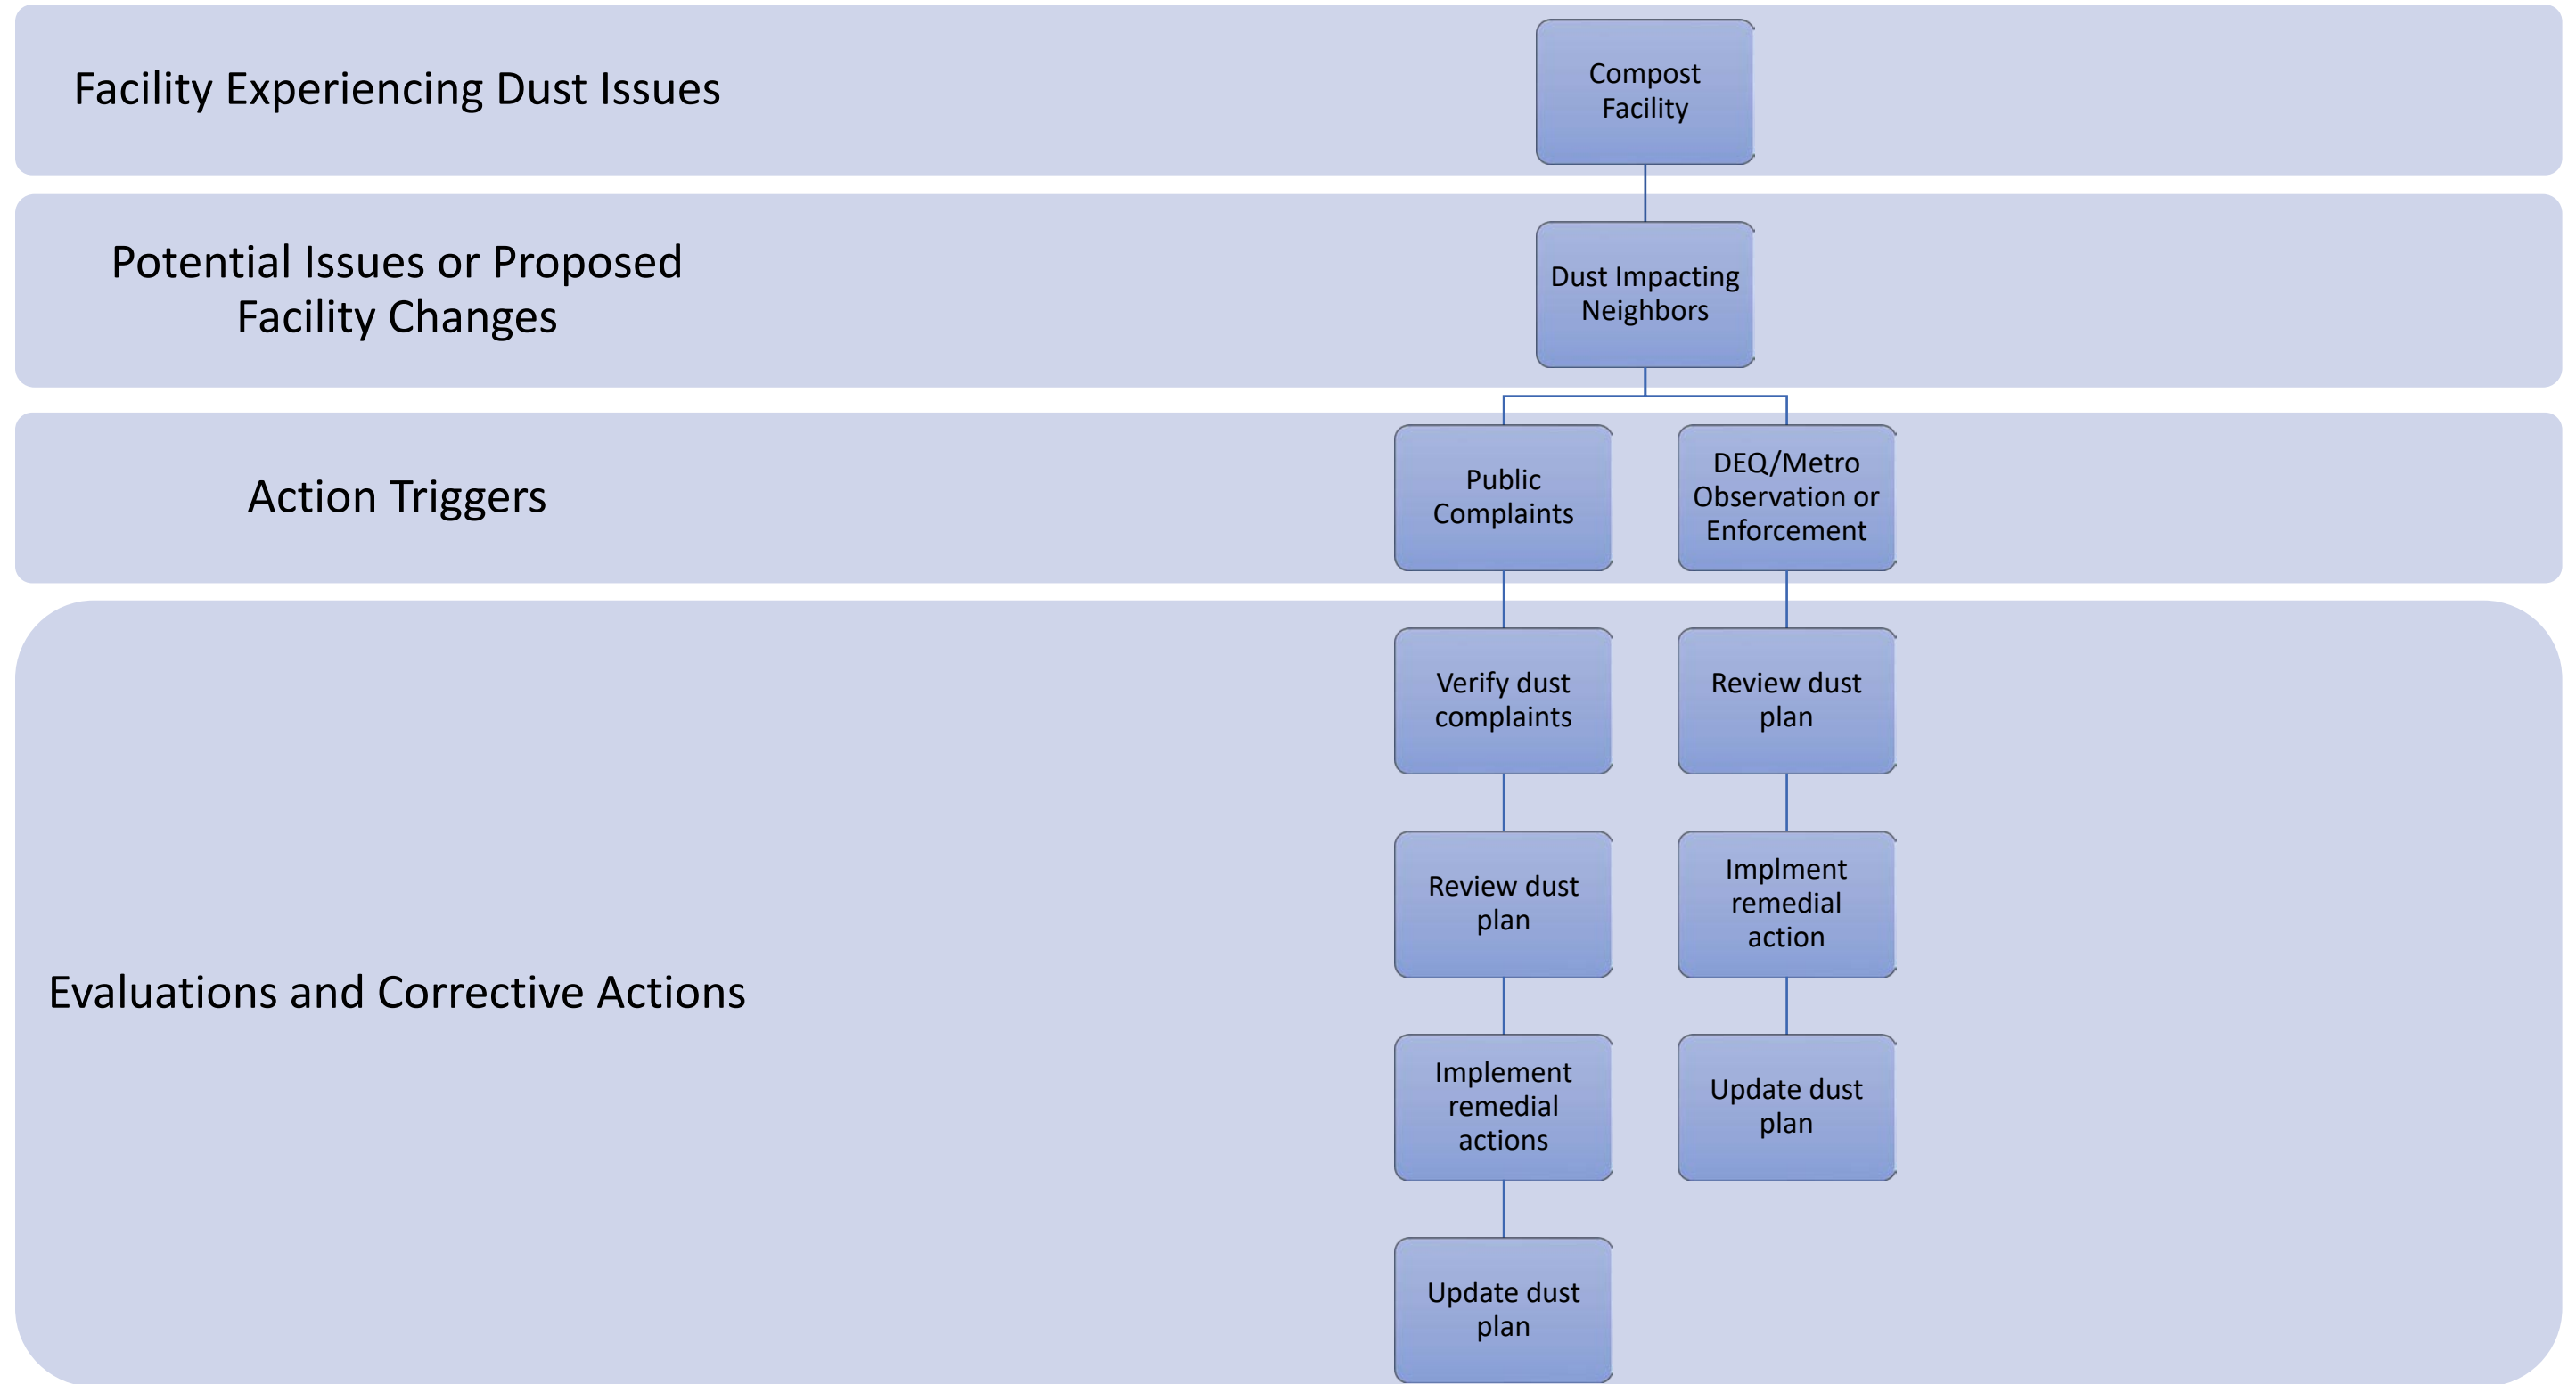 Facility Experiencing Dust Issues
Compost
Facility
Potential Issues or Proposed
Facility Changes
Dust Impacting
Neighbors
Action Triggers
Public
Complaints
DEQ/Metro
Observation or
Enforcement
Evaluations and Corrective Actions
Verify dust
complaints
Review dust
plan
Implement
remedial
actions
Update dust
plan
Review dust
plan
Implment
remedial
action
Update dust
plan